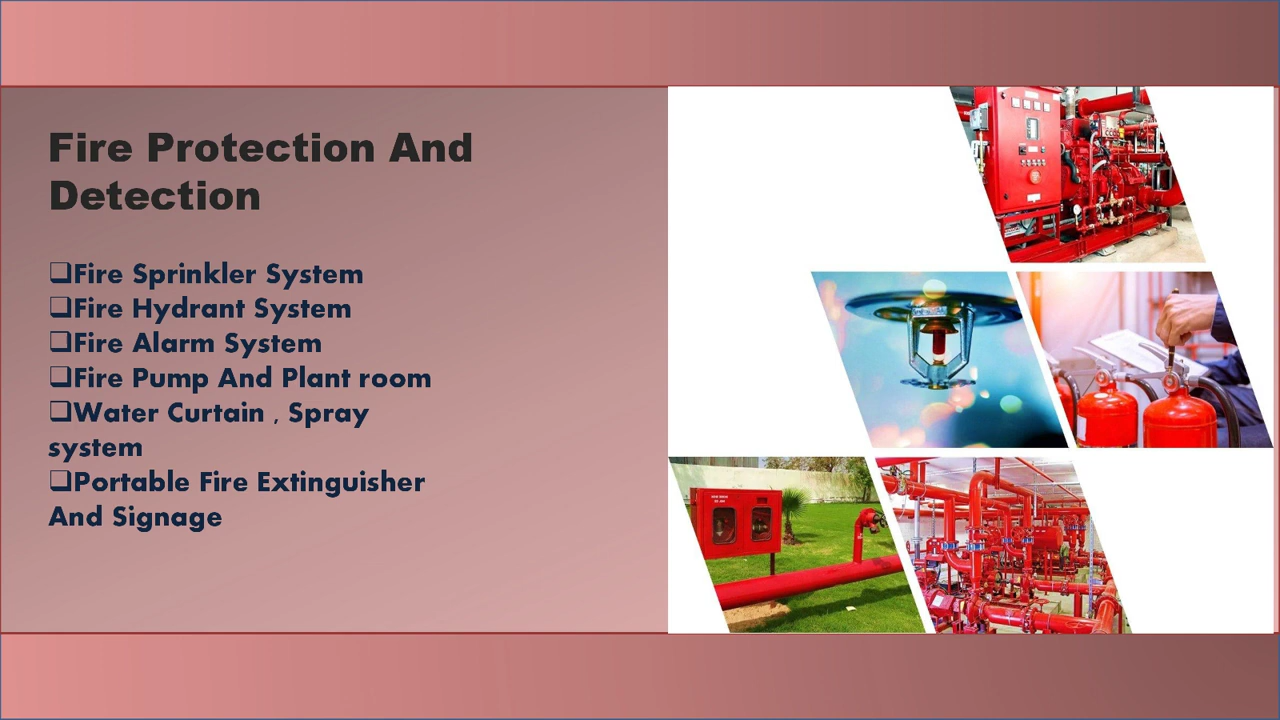 Fire Protection And
Detection
❑Fire Sprinkler System
❑Fire Hydrant System
❑Fire Alarm System
❑Fire Pump And Plant room
❑Water Curtain , Spray
system
❑Portable Fire Extinguisher
And Signage